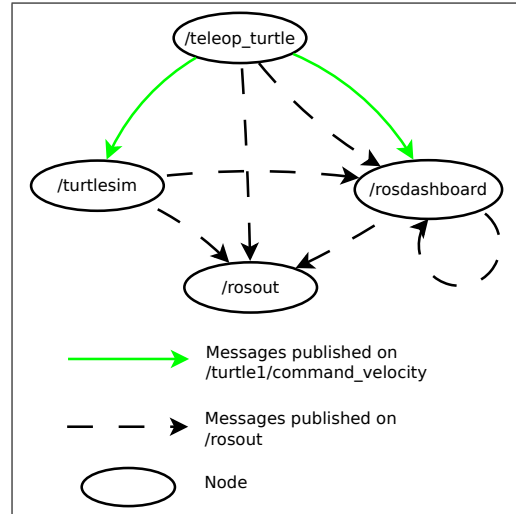 /teleop_turtle
/turtlesim
/rosdashboard
/rosout
Messages published on
/turtle1/command_velocity
Messages published on
/rosout
Node